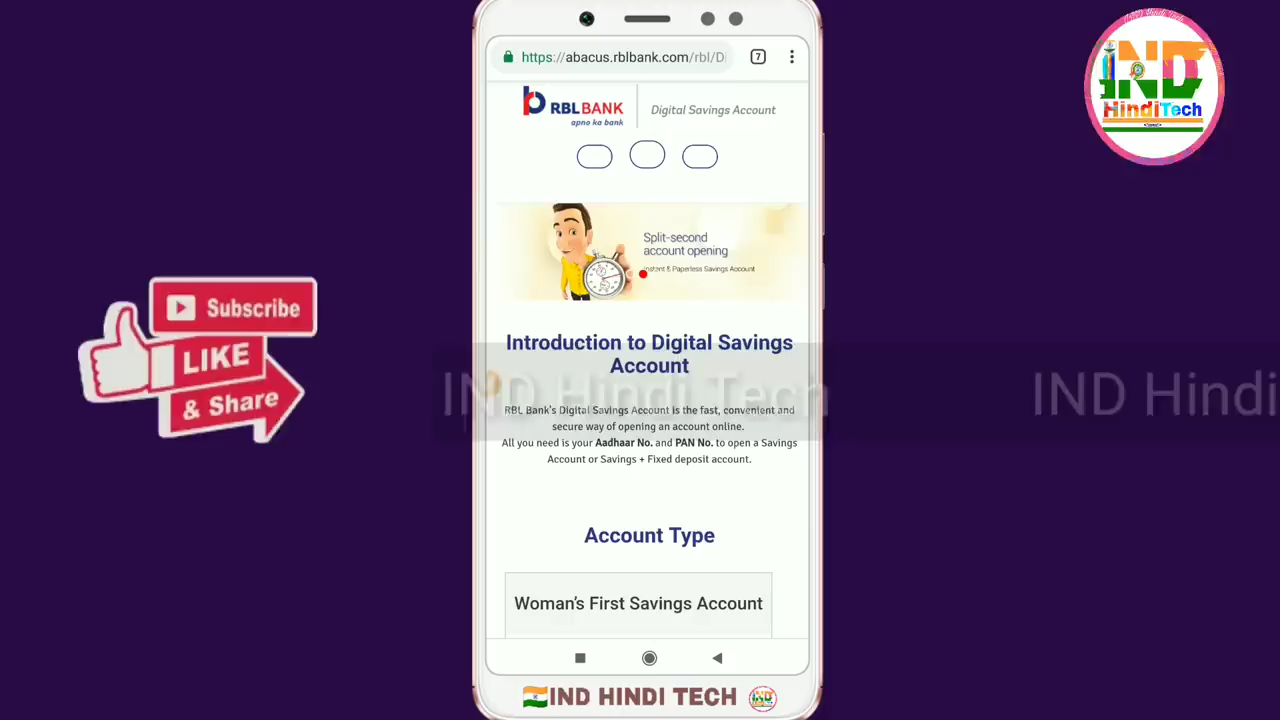 https://abacus.rblbank.com/rbl/D
7
IND
HindiTech
RBL BANK
apno ka bank
Digital Savings Account
Split-second
account opening
Instant & Paperless Savings Account
Subscribe
LIKE
& Share
Introduction to Digital Savings
Account
IND Hindi Tech
IND Hindi
RBL Bank's Digital Savings Account is the fast, convenient and
secure way of opening an account online.
All you need is your Aadhaar No. and PAN No. to open a Savings
Account or Savings + Fixed deposit account.
Account Type
Woman's First Savings Account
IND HINDI TECH